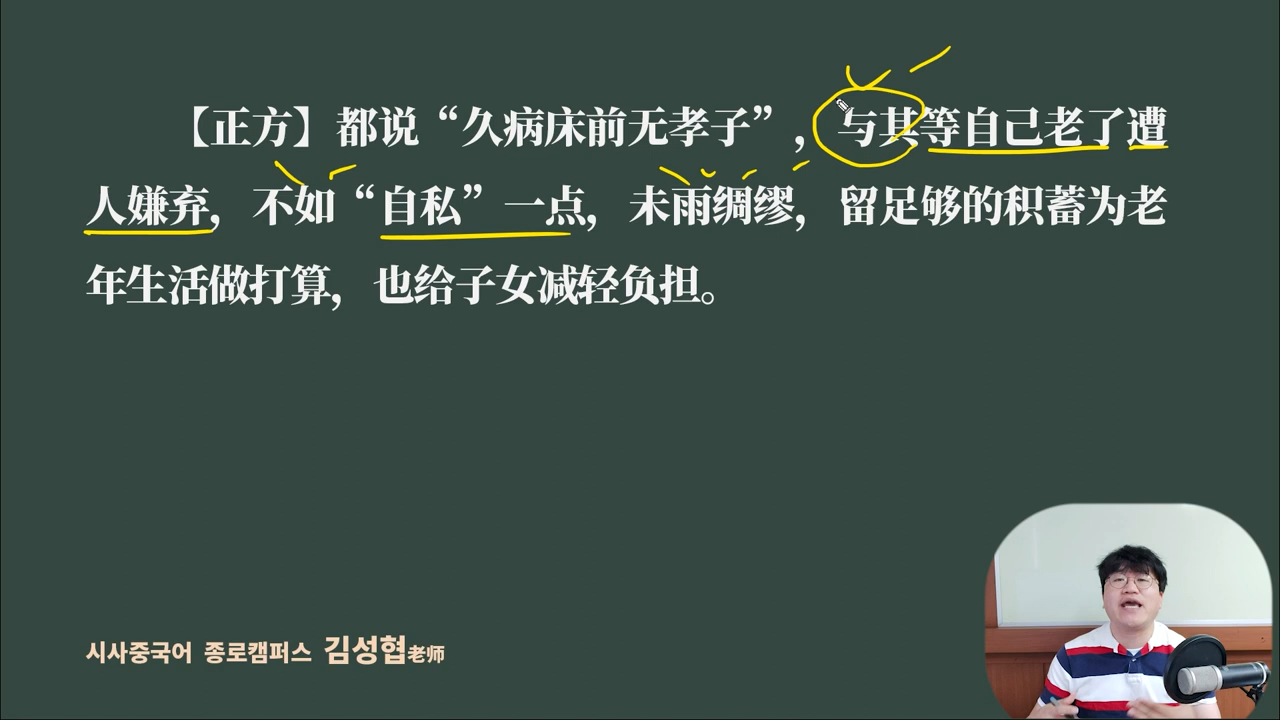 【正方】都说“久病床前无孝子”，与其等自己老了遭
人嫌弃，不如“自私”一点，未雨绸缪，留足够的积蓄为老
年生活做打算，也给子女减轻负担。
시사중국어 종로캠퍼스 김성협老师